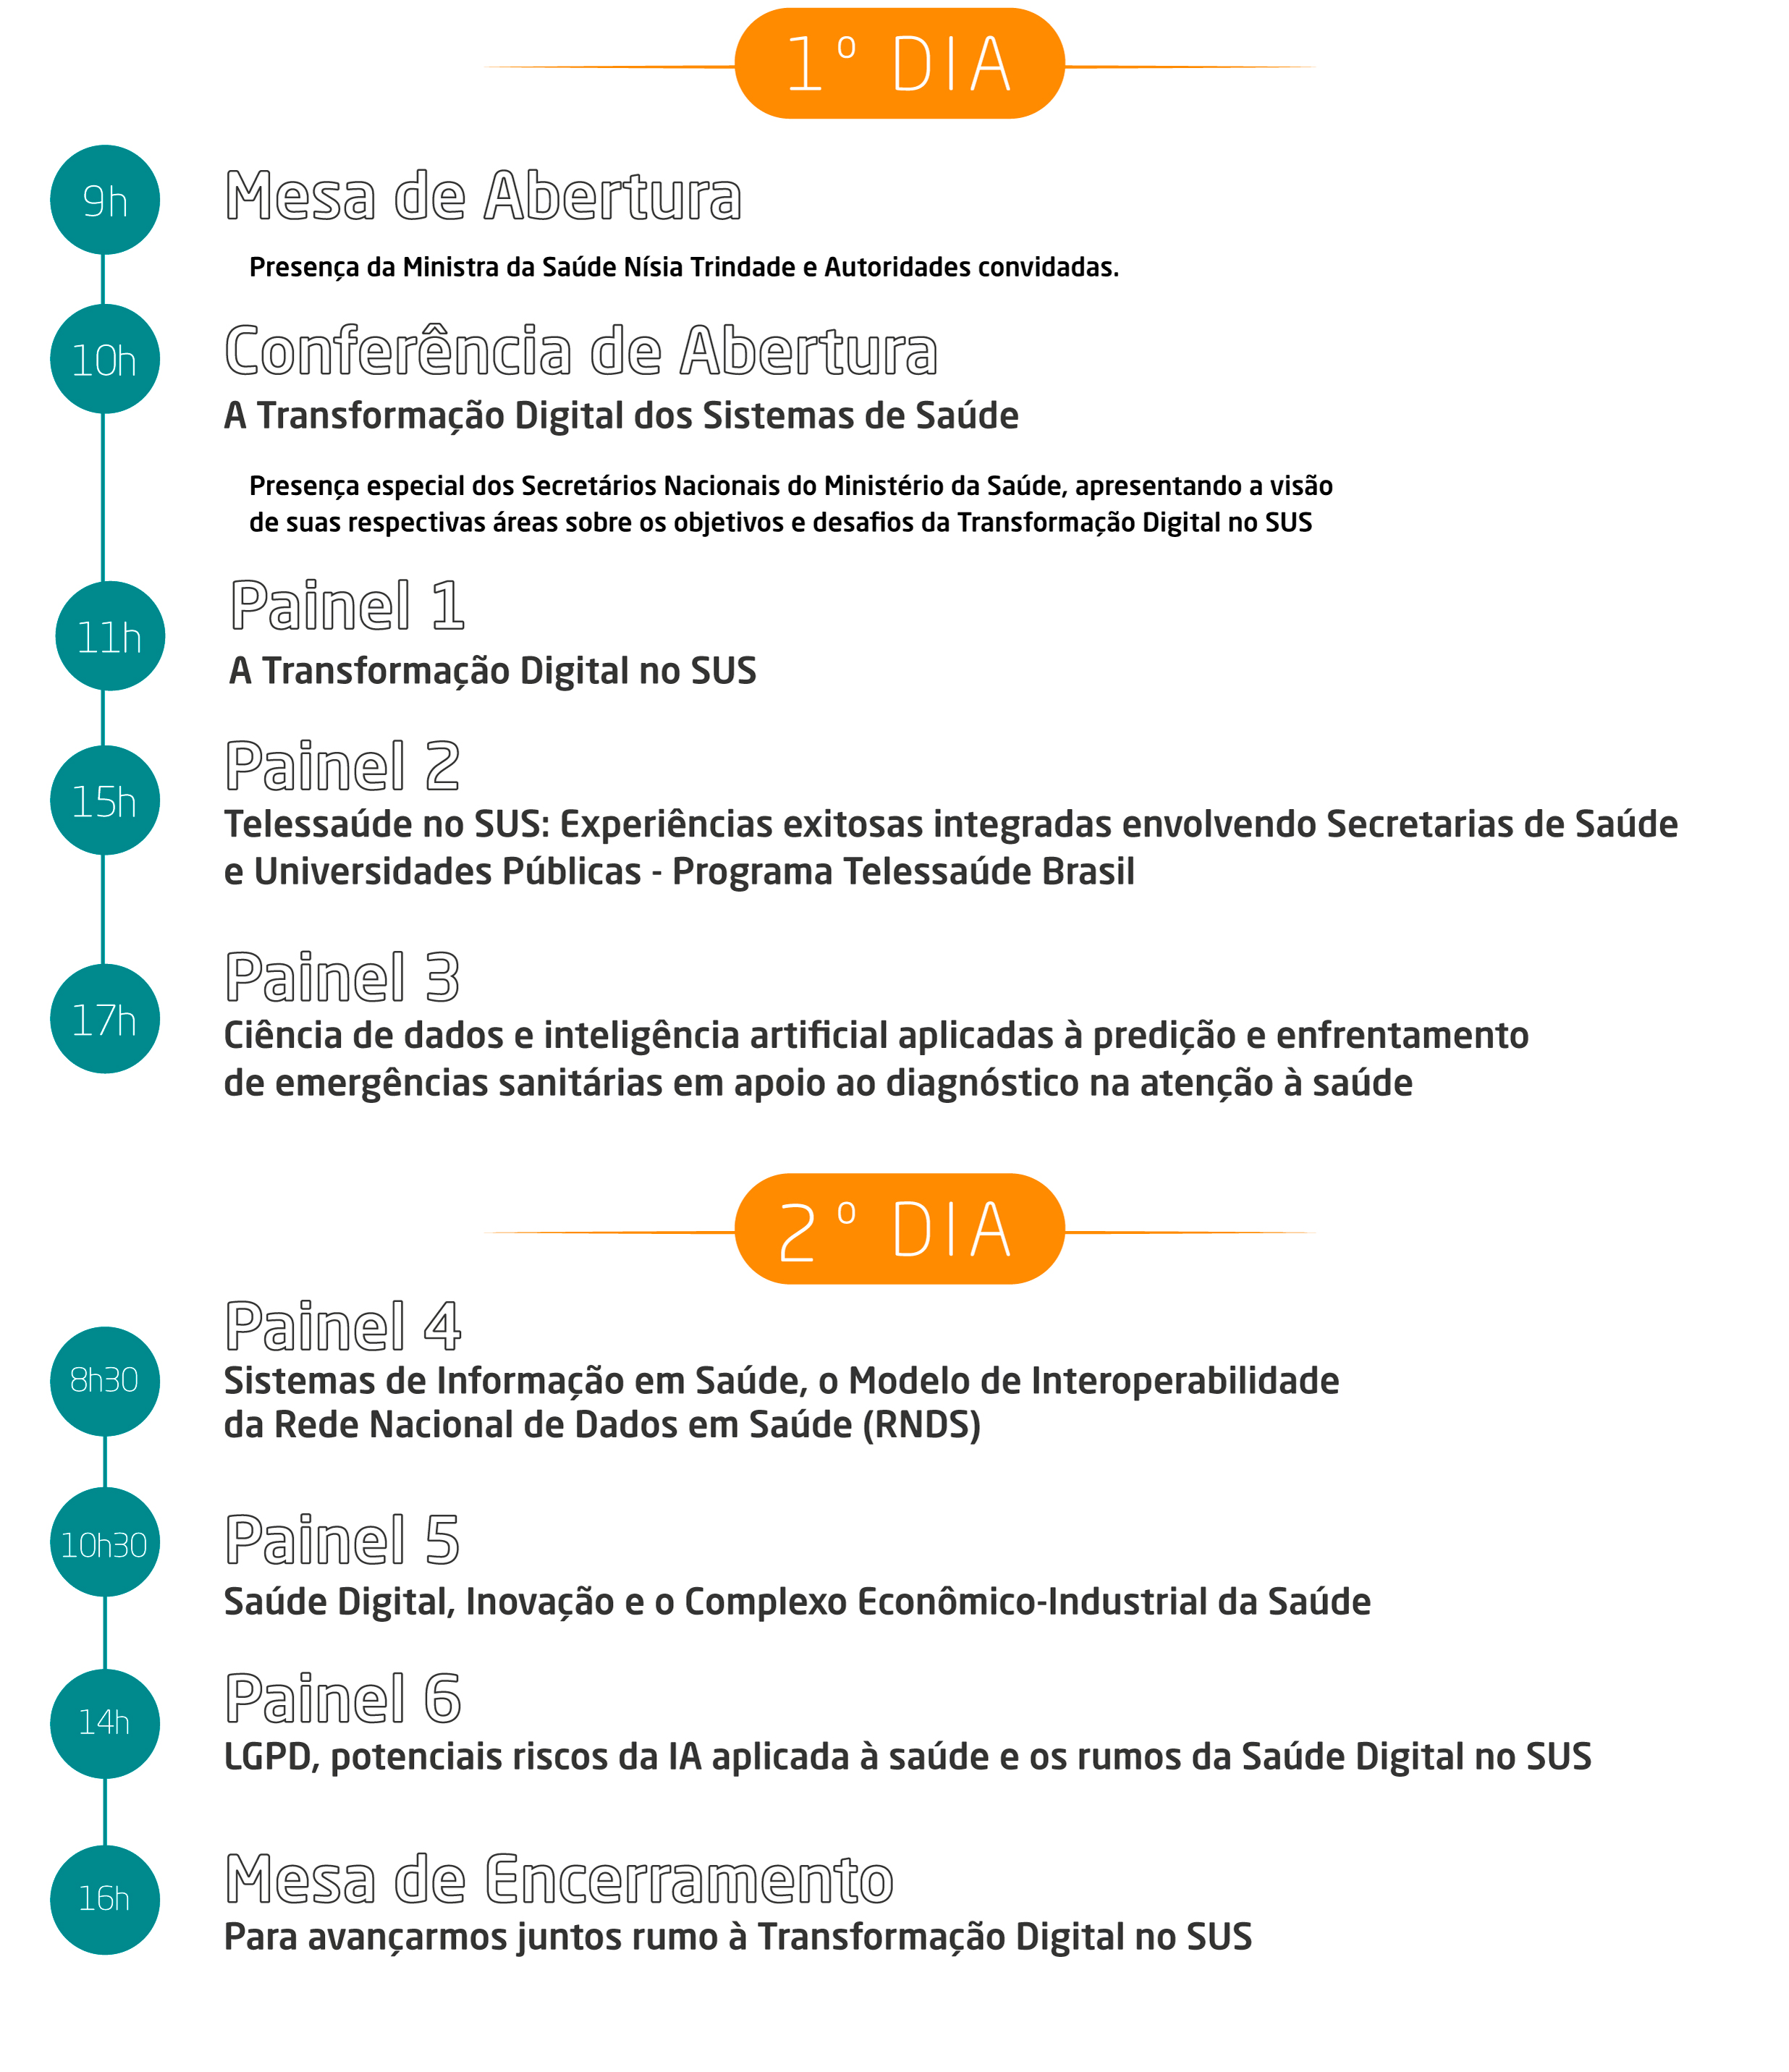 1º DIA
9h
Mesa de Abertura
Presença da Ministra da Saúde Nísia Trindade e Autoridades convidadas.
10h
Conferência de Abertura
A Transformação Digital dos Sistemas de Saúde
Presença especial dos Secretários Nacionais do Ministério da Saúde, apresentando a visão
de suas respectivas áreas sobre os objetivos e desafios da Transformação Digital no SUS
11h
Painel 1
A Transformação Digital no SUS
15h
Painel 2
Telessaúde no SUS: Experiências exitosas integradas envolvendo Secretarias de Saúde
e Universidades Públicas - Programa Telessaúde Brasil
17h
Painel 3
Ciência de dados e inteligência artificial aplicadas à predição e enfrentamento
de emergências sanitárias em apoio ao diagnóstico na atenção à saúde
2º DIA
8h30
Painel 4
Sistemas de Informação em Saúde, o Modelo de Interoperabilidade
da Rede Nacional de Dados em Saúde (RNDS)
10h30
Painel 5
Saúde Digital, Inovação e o Complexo Econômico-Industrial da Saúde
14h
Painel 6
LGPD, potenciais riscos da IA aplicada à saúde e os rumos da Saúde Digital no SUS
16h
Mesa de Encerramento
Para avançarmos juntos rumo à Transformação Digital no SUS